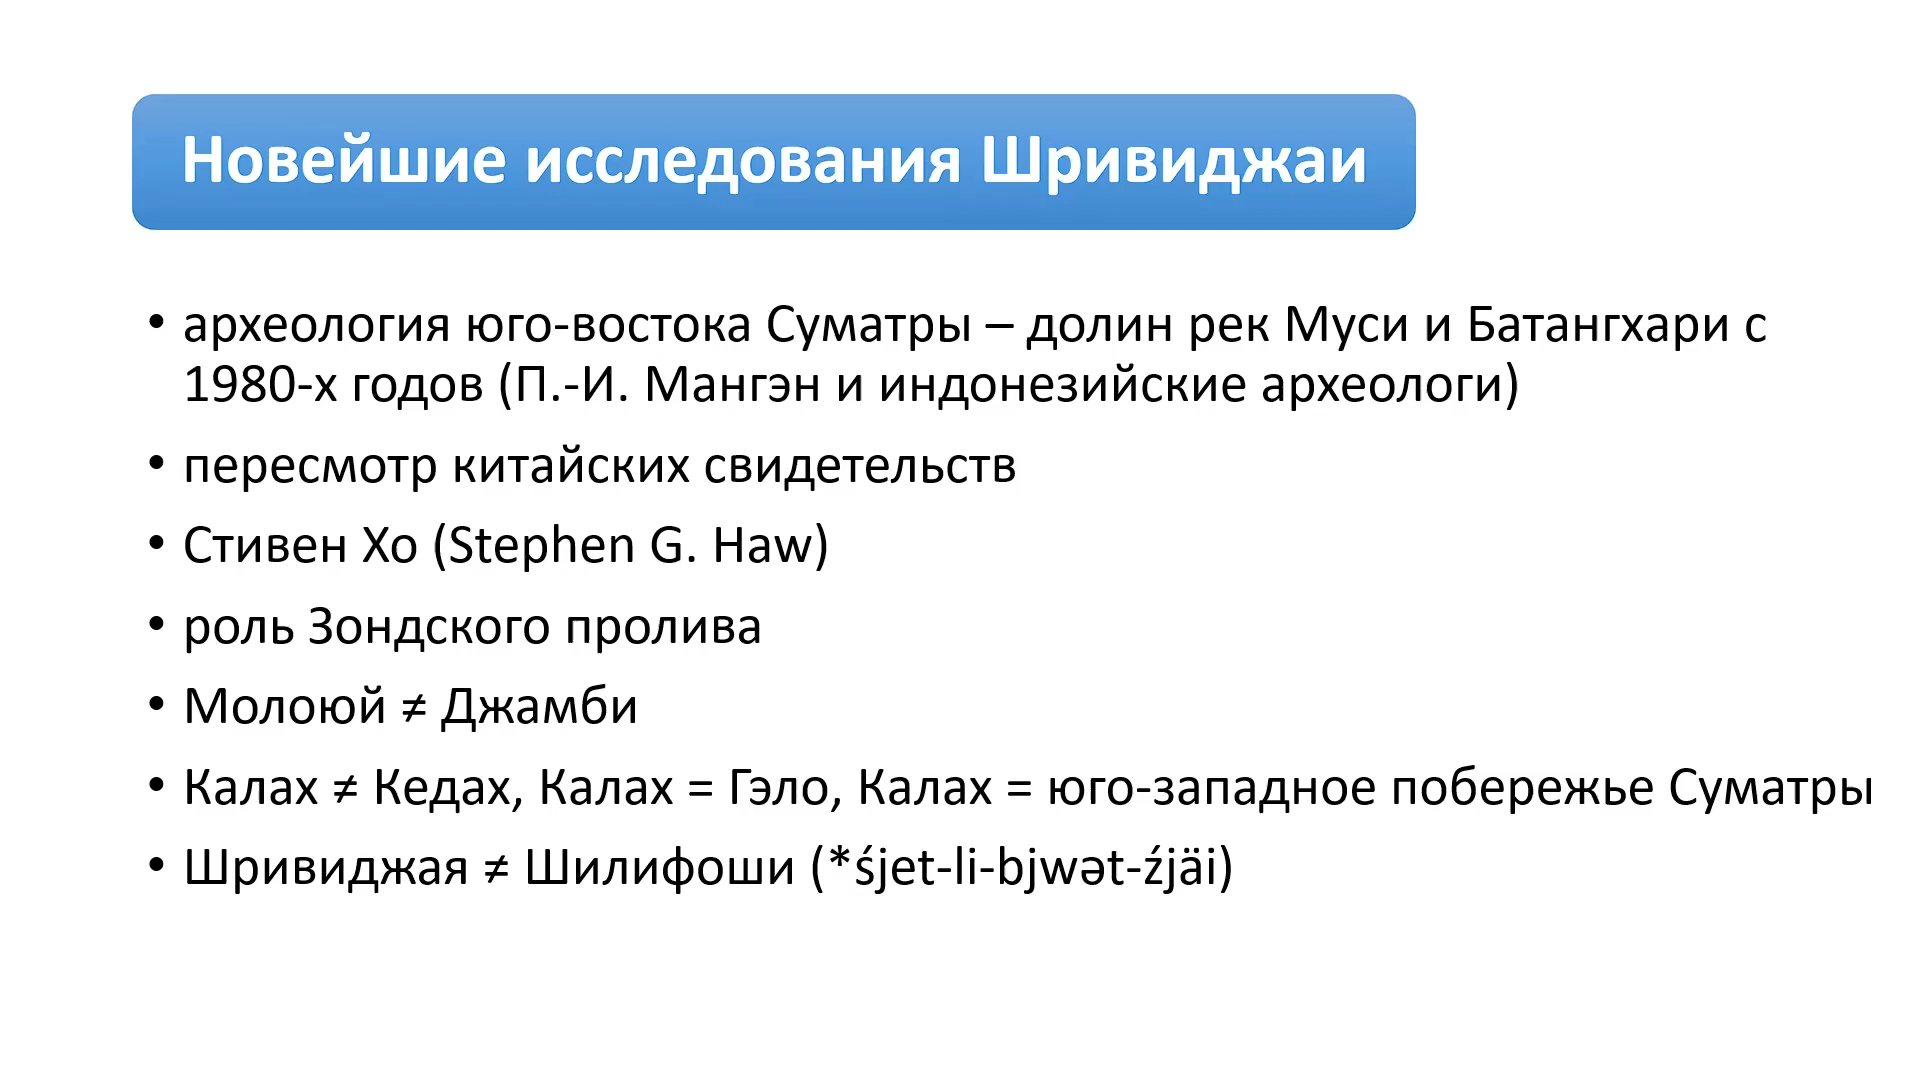 Новейшие исследования Шривиджаи
• археология юго-востока Суматры – долин рек Муси и Батангхари с
1980-х годов (П.-И. Мангэн и индонезийские археологи)
• пересмотр китайских свидетельств
• Стивен Хо (Stephen G. Haw)
• роль Зондского пролива
• Молоюй ≠ Джамби
• Калах ≠ Кедах, Калах = Гэло, Калах = юго-западное побережье Суматры
• Шривиджая ≠ Шилифоши (*śjet-li-bjwət-źjäi)